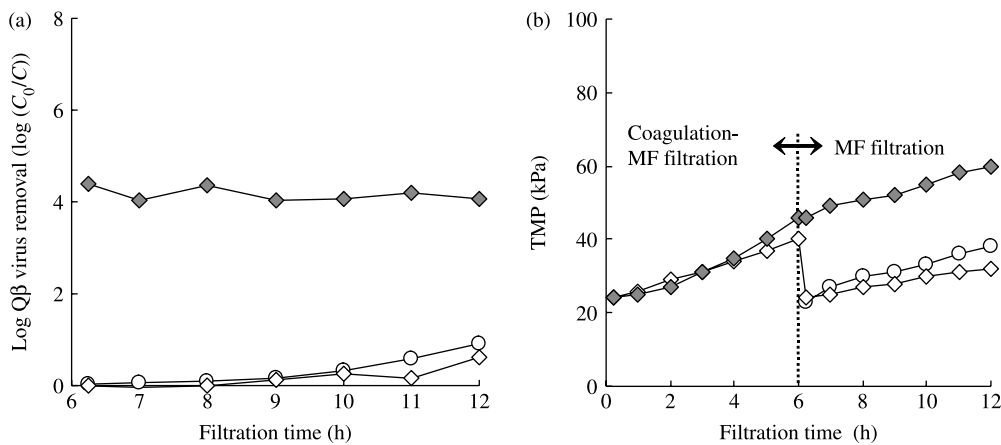 (a)
Log Qβ virus removal (log (C0/C))
8
6
4
2
0
6 7 8 9 10 11 12
Filtration time (h)
(b)
TMP (kPa)
100
80
60
40
20
0
Coagulation-
MF filtration
MF filtration
0 2 4 6 8 10 12
Filtration time (h)